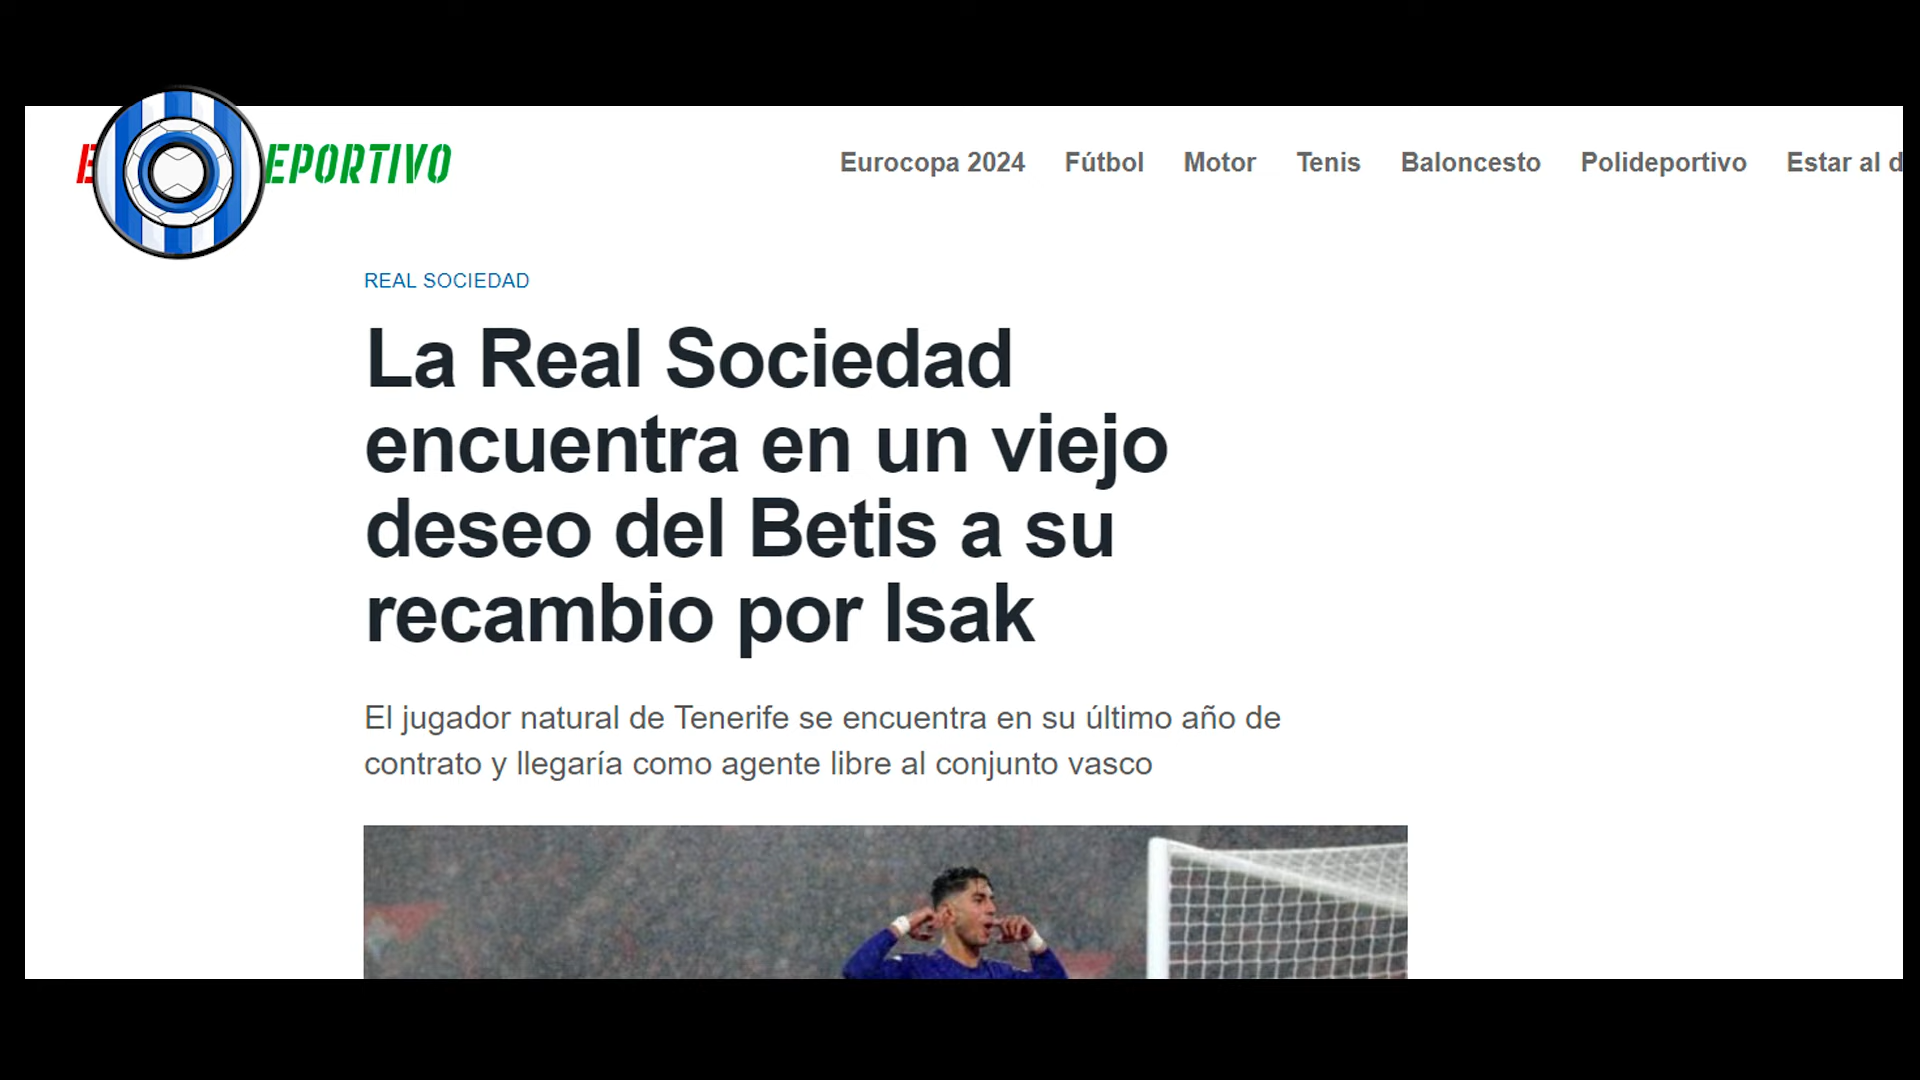 EPORTIVO
Eurocopa 2024 Fútbol Motor Tenis Baloncesto Polideportivo Estar al d
REAL SOCIEDAD
La Real Sociedad
encuentra en un viejo
deseo del Betis a su
recambio por Isak
El jugador natural de Tenerife se encuentra en su último año de
contrato y llegaría como agente libre al conjunto vasco